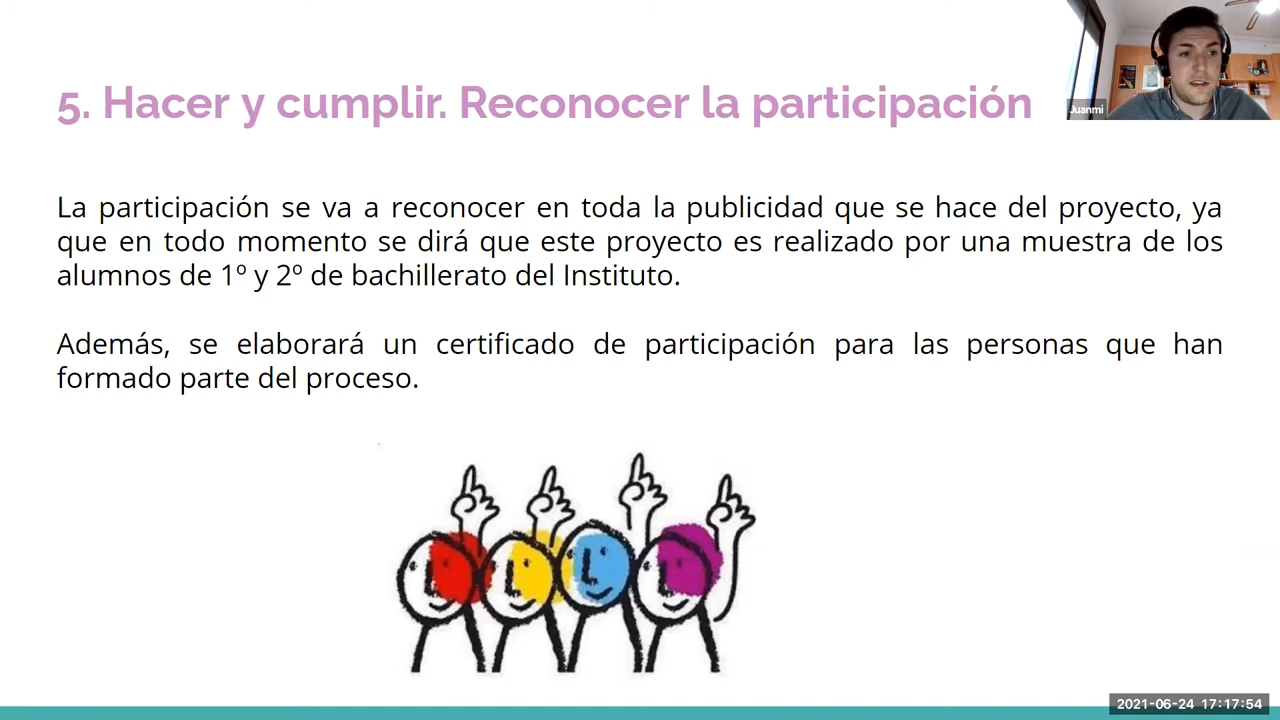 5. Hacer y cumplir. Reconocer la participación
Juanmi
La participación se va a reconocer en toda la publicidad que se hace del proyecto, ya
que en todo momento se dirá que este proyecto es realizado por una muestra de los
alumnos de 1º y 2º de bachillerato del Instituto.
Además, se elaborará un certificado de participación para las personas que han
formado parte del proceso.
2021-06-24 17:17:54